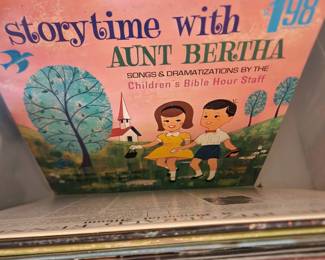 storytime with
198
AUNT BERTHA
SONGS & DRAMATIZATIONS BY THE
Children's Bible Hour Staff